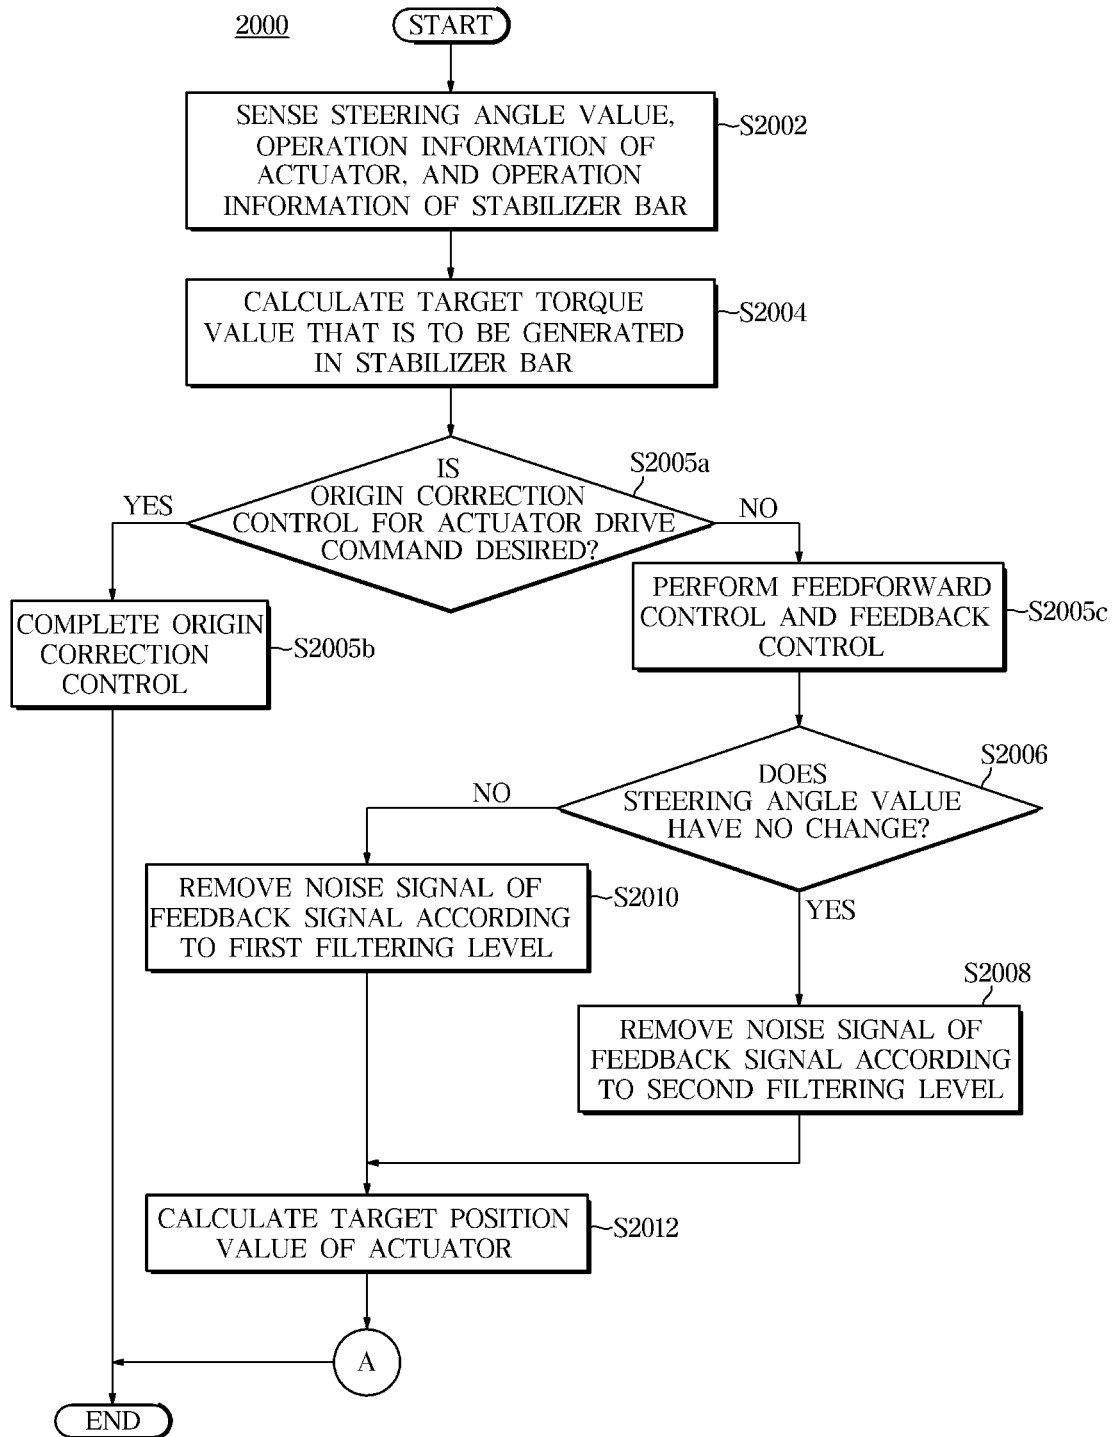 2000
START
SENSE STEERING ANGLE VALUE,
OPERATION INFORMATION OF
ACTUATOR, AND OPERATION
INFORMATION OF STABILIZER BAR
S2002
CALCULATE TARGET TORQUE
VALUE THAT IS TO BE GENERATED
IN STABILIZER BAR
S2004
IS
ORIGIN CORRECTION
CONTROL FOR ACTUATOR DRIVE
COMMAND DESIRED?
S2005a
YES
NO
COMPLETE ORIGIN
CORRECTION
CONTROL
S2005b
PERFORM FEEDFORWARD
CONTROL AND FEEDBACK
CONTROL
S2005c
DOES
STEERING ANGLE VALUE
HAVE NO CHANGE?
S2006
NO
YES
REMOVE NOISE SIGNAL OF
FEEDBACK SIGNAL ACCORDING
TO FIRST FILTERING LEVEL
S2010
S2008
REMOVE NOISE SIGNAL OF
FEEDBACK SIGNAL ACCORDING
TO SECOND FILTERING LEVEL
CALCULATE TARGET POSITION
VALUE OF ACTUATOR
S2012
A
END